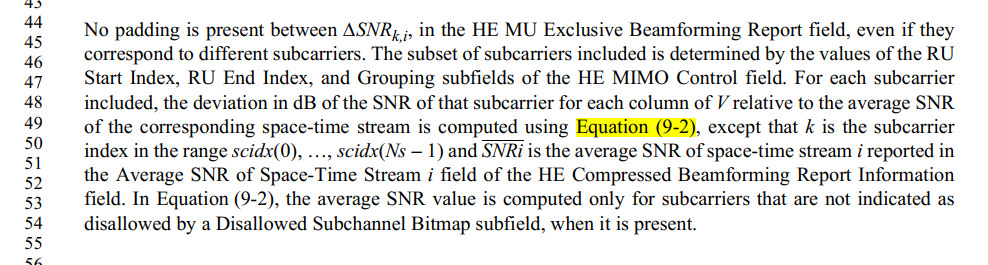 43
44 No padding is present between ΔSNRk,i, in the HE MU Exclusive Beamforming Report field, even if they
45 correspond to different subcarriers. The subset of subcarriers included is determined by the values of the RU
46
47 Start Index, RU End Index, and Grouping subfields of the HE MIMO Control field. For each subcarrier
48 included, the deviation in dB of the SNR of that subcarrier for each column of V relative to the average SNR
49 of the corresponding space-time stream is computed using Equation (9-2), except that k is the subcarrier
50 index in the range scidx(0), …, scidx(Ns – 1) and S̅N̅R̅i̅ is the average SNR of space-time stream i reported in
51
52 the Average SNR of Space-Time Stream i field of the HE Compressed Beamforming Report Information
53 field. In Equation (9-2), the average SNR value is computed only for subcarriers that are not indicated as
54 disallowed by a Disallowed Subchannel Bitmap subfield, when it is present.
55
56